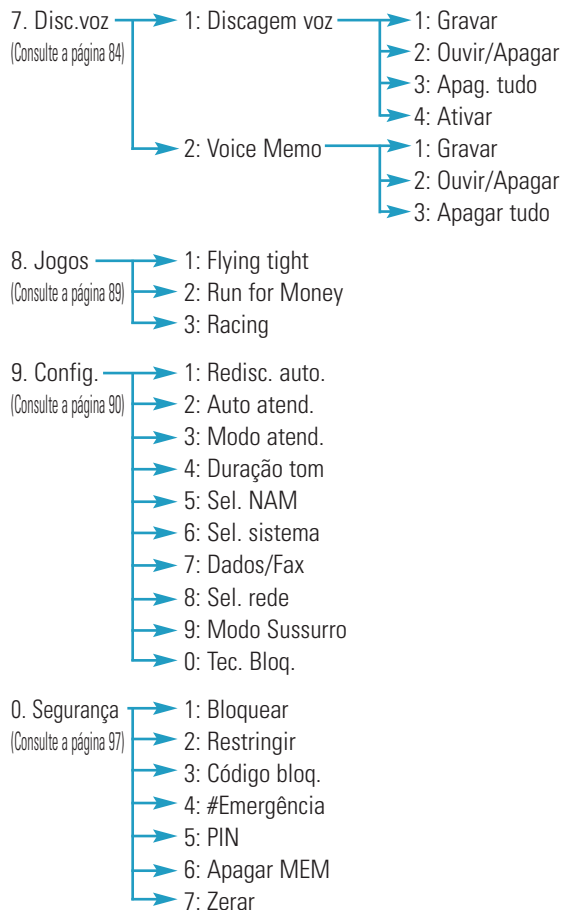 7. Disc.voz 1: Discagem voz 1: Gravar
(Consulte a página 84) 2: Ouvir/Apagar
3: Apag. tudo
4: Ativar
2: Voice Memo 1: Gravar
2: Ouvir/Apagar
3: Apagar tudo
8. Jogos 1: Flying tight
(Consulte a página 89) 2: Run for Money
3: Racing
9. Config. 1: Redisc. auto.
(Consulte a página 90) 2: Auto atend.
3: Modo atend.
4: Duração tom
5: Sel. NAM
6: Sel. sistema
7: Dados/Fax
8: Sel. rede
9: Modo Sussurro
0: Tec. Bloq.
0. Segurança 1: Bloquear
(Consulte a página 97) 2: Restringir
3: Código bloq.
4: #Emergência
5: PIN
6: Apagar MEM
7: Zerar